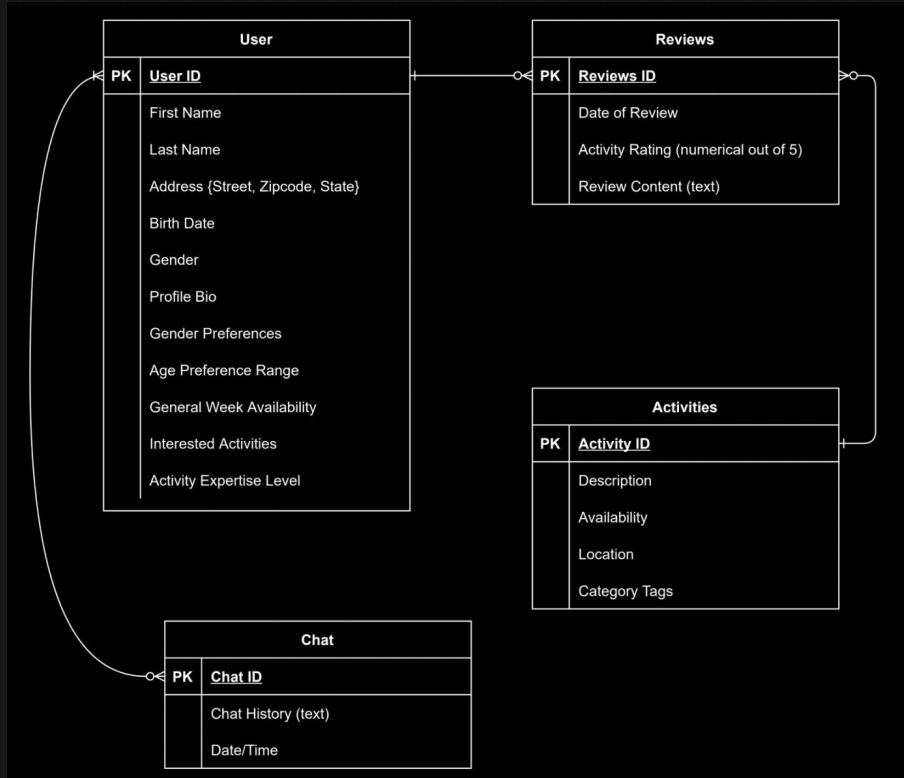 User
PK User ID
First Name
Last Name
Address {Street, Zipcode, State}
Birth Date
Gender
Profile Bio
Gender Preferences
Age Preference Range
General Week Availability
Interested Activities
Activity Expertise Level
Reviews
PK Reviews ID
Date of Review
Activity Rating (numerical out of 5)
Review Content (text)
Activities
PK Activity ID
Description
Availability
Location
Category Tags
Chat
PK Chat ID
Chat History (text)
Date/Time